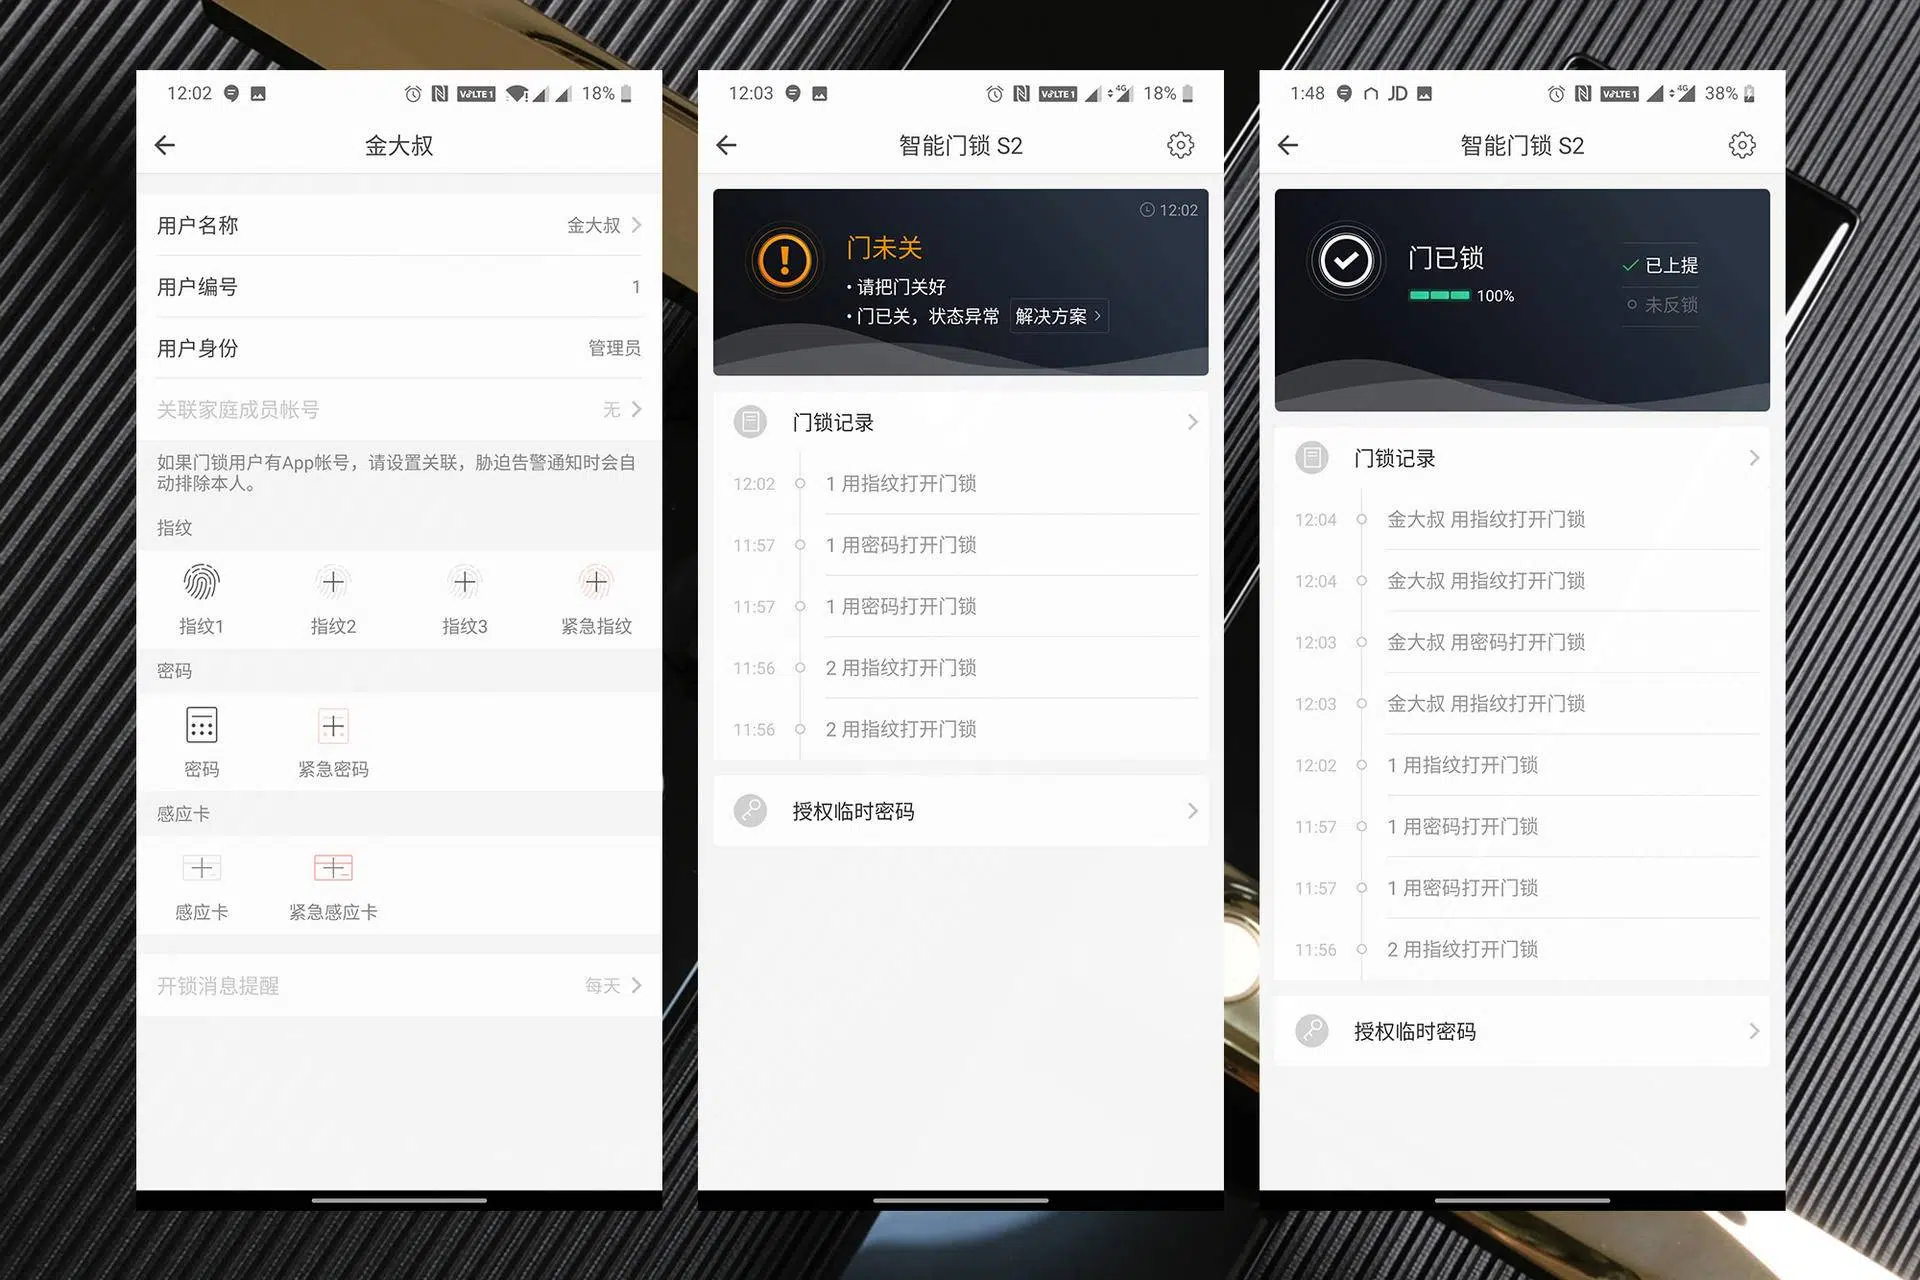 12:02
VoLTE 1
18%
金大叔
用户名称
金大叔
用户编号
1
用户身份
管理员
关联家庭成员帐号
无
如果门锁用户有App帐号，请设置关联，胁迫告警通知时会自
动排除本人。
指纹
指纹1
指纹2
指纹3
紧急指纹
密码
密码
紧急密码
感应卡
感应卡
紧急感应卡
开锁消息提醒
每天
12:03
VoLTE 1
4G
18%
智能门锁 S2
12:02
门未关
·请把门关好
·门已关，状态异常 解决方案
门锁记录
12:02 1 用指纹打开门锁
11:57 1 用密码打开门锁
11:57 1 用密码打开门锁
11:56 2 用指纹打开门锁
11:56 2 用指纹打开门锁
授权临时密码
1:48
JD
VoLTE 1
4G
38%
智能门锁 S2
门已锁
100%
已上提
未反锁
门锁记录
12:04 金大叔 用指纹打开门锁
12:04 金大叔 用指纹打开门锁
12:03 金大叔 用密码打开门锁
12:03 金大叔 用指纹打开门锁
12:02 1 用指纹打开门锁
11:57 1 用密码打开门锁
11:57 1 用密码打开门锁
11:56 2 用指纹打开门锁
授权临时密码